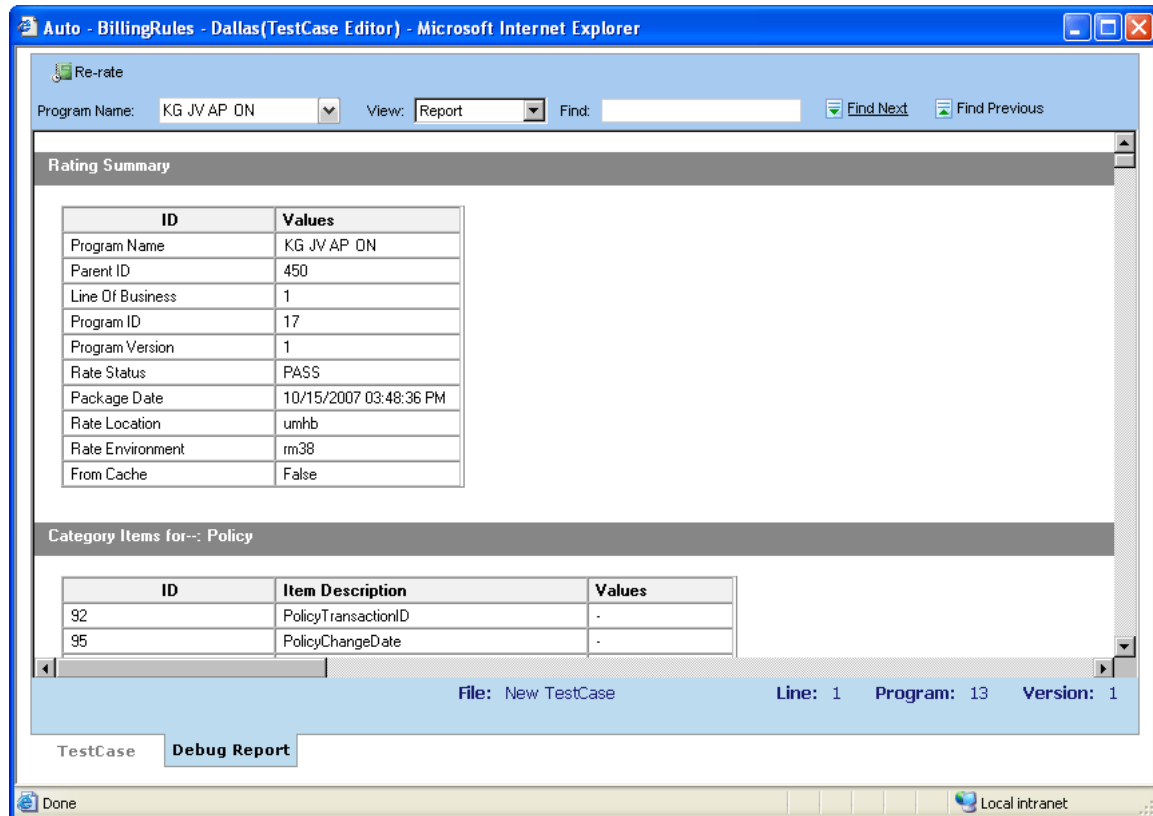 Auto - BillingRules - Dallas(TestCase Editor) - Microsoft Internet Explorer
Re-rate
Program Name: KG JV AP ON View: Report Find: Find Next Find Previous
Rating Summary
ID Values
Program Name KG JV AP ON
Parent ID 450
Line Of Business 1
Program ID 17
Program Version 1
Rate Status PASS
Package Date 10/15/2007 03:48:36 PM
Rate Location umhb
Rate Environment rm38
From Cache False
Category Items for--: Policy
ID Item Description Values
92 PolicyTransactionID -
95 PolicyChangeDate -
File: New TestCase Line: 1 Program: 13 Version: 1
TestCase Debug Report
Done Local intranet